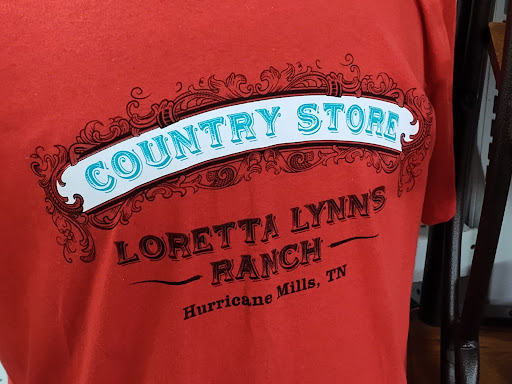 COUNTRY STORE
LORETTA LYNN'S
RANCH
Hurricane Mills, TN